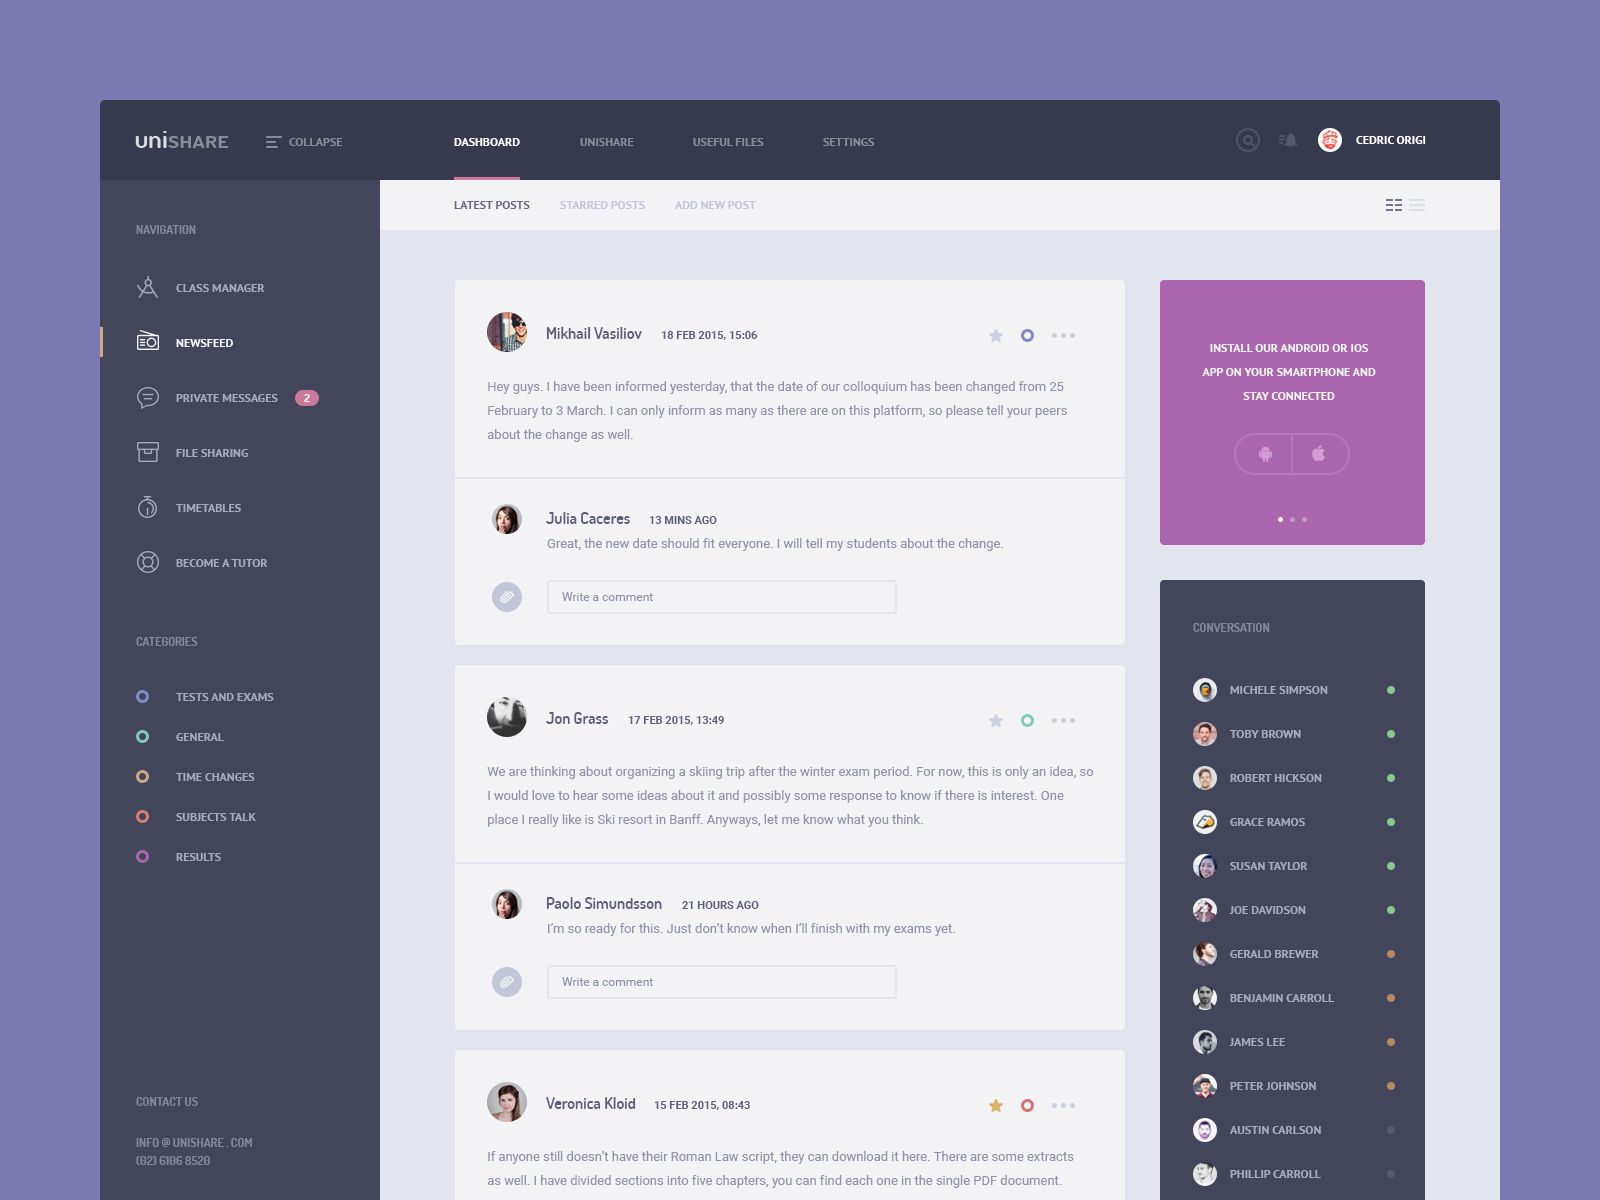 uniSHARE
COLLAPSE
DASHBOARD
UNISHARE
USEFUL FILES
SETTINGS
CEDRIC ORIGI
LATEST POSTS
STARRED POSTS
ADD NEW POST
NAVIGATION
CLASS MANAGER
NEWSFEED
PRIVATE MESSAGES 2
FILE SHARING
TIMETABLES
BECOME A TUTOR
CATEGORIES
TESTS AND EXAMS
GENERAL
TIME CHANGES
SUBJECTS TALK
RESULTS
CONTACT US
INFO @ UNISHARE . COM
(02) 6106 8520
Mikhail Vasiliov 18 FEB 2015, 15:06
Hey guys. I have been informed yesterday, that the date of our colloquium has been changed from 25
February to 3 March. I can only inform as many as there are on this platform, so please tell your peers
about the change as well.
Julia Caceres 13 MINS AGO
Great, the new date should fit everyone. I will tell my students about the change.
Write a comment
Jon Grass 17 FEB 2015, 13:49
We are thinking about organizing a skiing trip after the winter exam period. For now, this is only an idea, so
I would love to hear some ideas about it and possibly some response to know if there is interest. One
place I really like is Ski resort in Banff. Anyways, let me know what you think.
Paolo Simundsson 21 HOURS AGO
I'm so ready for this. Just don't know when I'll finish with my exams yet.
Write a comment
Veronica Kloid 15 FEB 2015, 08:43
If anyone still doesn't have their Roman Law script, they can download it here. There are some extracts
as well. I have divided sections into five chapters, you can find each one in the single PDF document.
INSTALL OUR ANDROID OR IOS
APP ON YOUR SMARTPHONE AND
STAY CONNECTED
CONVERSATION
MICHELE SIMPSON
TOBY BROWN
ROBERT HICKSON
GRACE RAMOS
SUSAN TAYLOR
JOE DAVIDSON
GERALD BREWER
BENJAMIN CARROLL
JAMES LEE
PETER JOHNSON
AUSTIN CARLSON
PHILLIP CARROLL